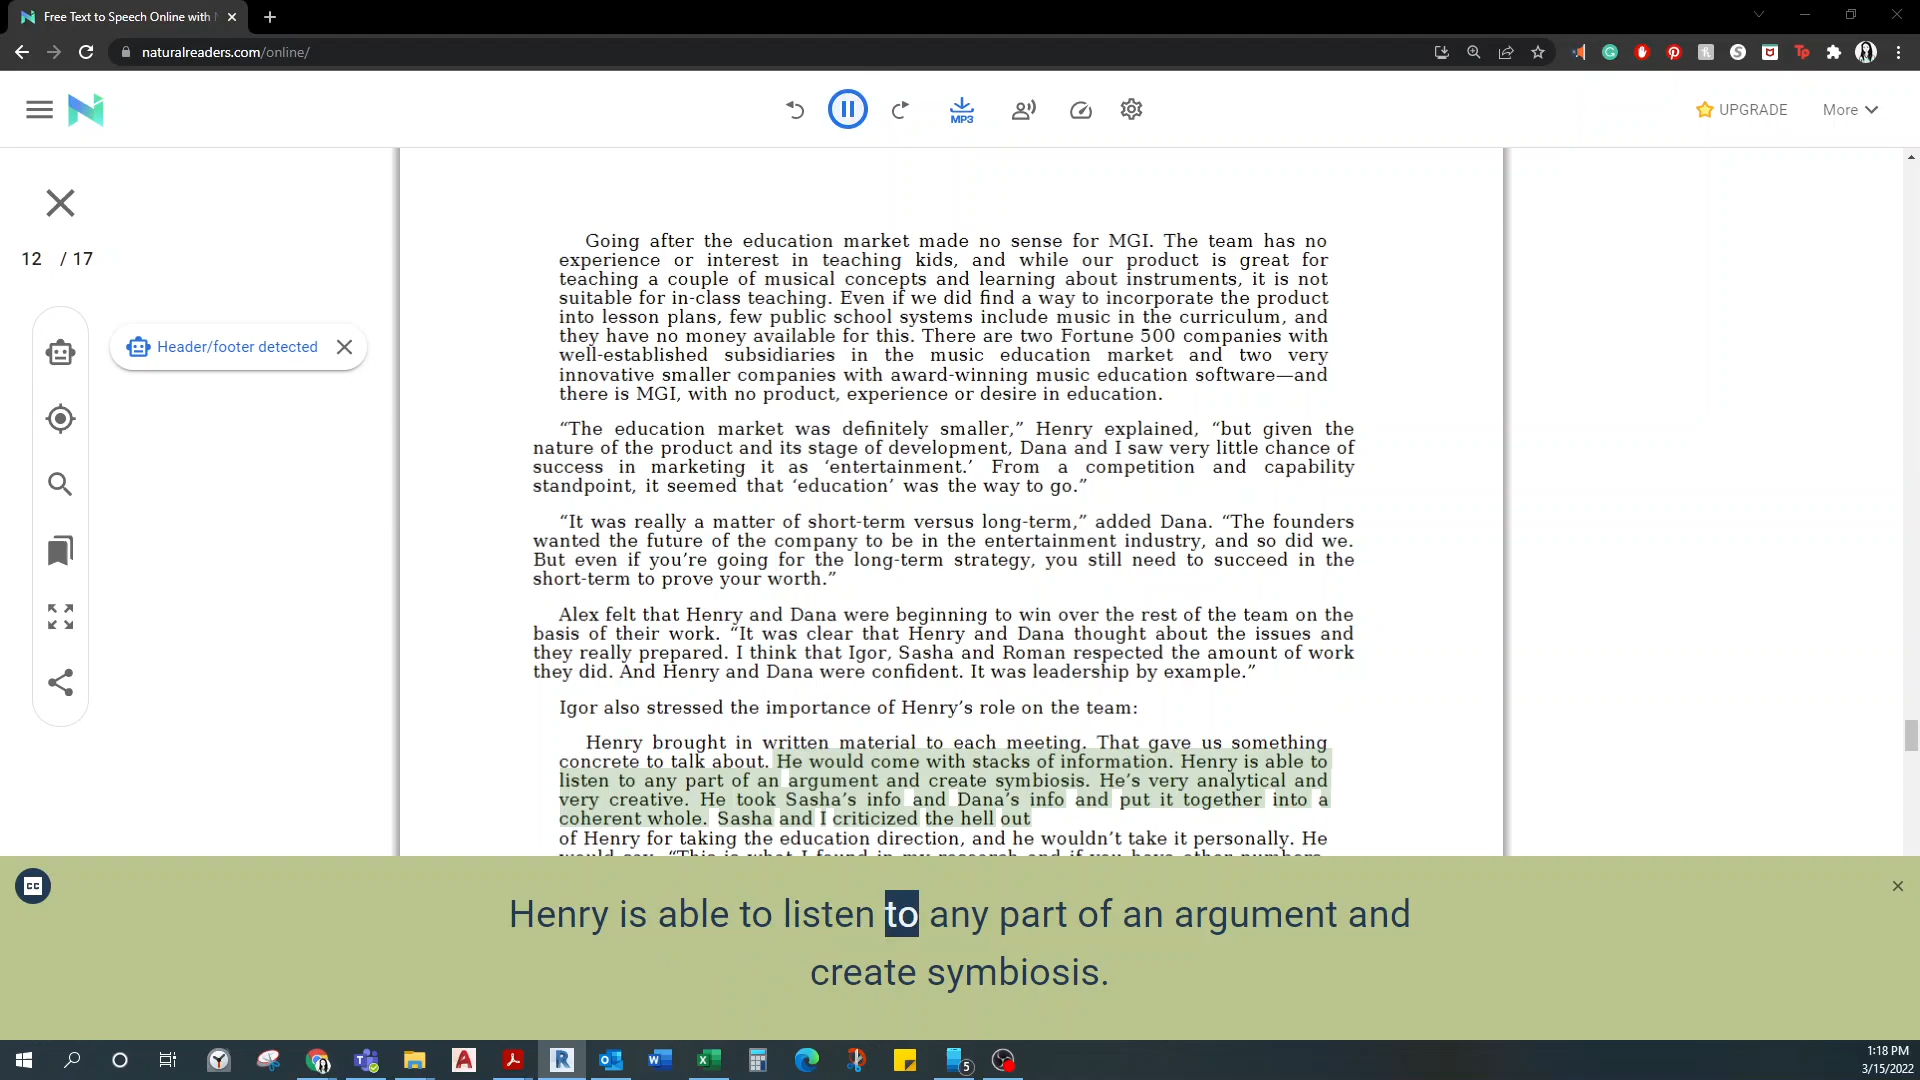 Free Text to Speech Online with
naturalreaders.com/online/
MP3
UPGRADE
More
12 / 17
Header/footer detected
Going after the education market made no sense for MGI. The team has no
experience or interest in teaching kids, and while our product is great for
teaching a couple of musical concepts and learning about instruments, it is not
suitable for in-class teaching. Even if we did find a way to incorporate the product
into lesson plans, few public school systems include music in the curriculum, and
they have no money available for this. There are two Fortune 500 companies with
well-established subsidiaries in the music education market and two very
innovative smaller companies with award-winning music education software—and
there is MGI, with no product, experience or desire in education.
“The education market was definitely smaller,” Henry explained, “but given the
nature of the product and its stage of development, Dana and I saw very little chance of
success in marketing it as ‘entertainment.’ From a competition and capability
standpoint, it seemed that ‘education’ was the way to go.”
“It was really a matter of short-term versus long-term,” added Dana. “The founders
wanted the future of the company to be in the entertainment industry, and so did we.
But even if you’re going for the long-term strategy, you still need to succeed in the
short-term to prove your worth.”
Alex felt that Henry and Dana were beginning to win over the rest of the team on the
basis of their work. “It was clear that Henry and Dana thought about the issues and
they really prepared. I think that Igor, Sasha and Roman respected the amount of work
they did. And Henry and Dana were confident. It was leadership by example.”
Igor also stressed the importance of Henry’s role on the team:
Henry brought in written material to each meeting. That gave us something
concrete to talk about. He would come with stacks of information. Henry is able to
listen to any part of an argument and create symbiosis. He’s very analytical and
very creative. He took Sasha’s info and Dana’s info and put it together into a
coherent whole. Sasha and I criticized the hell out
of Henry for taking the education direction, and he wouldn’t take it personally. He
would say, “This is what I found in my research and if you have other numbers,
CC
Henry is able to listen to any part of an argument and
create symbiosis.
5
1:18 PM
3/15/2022